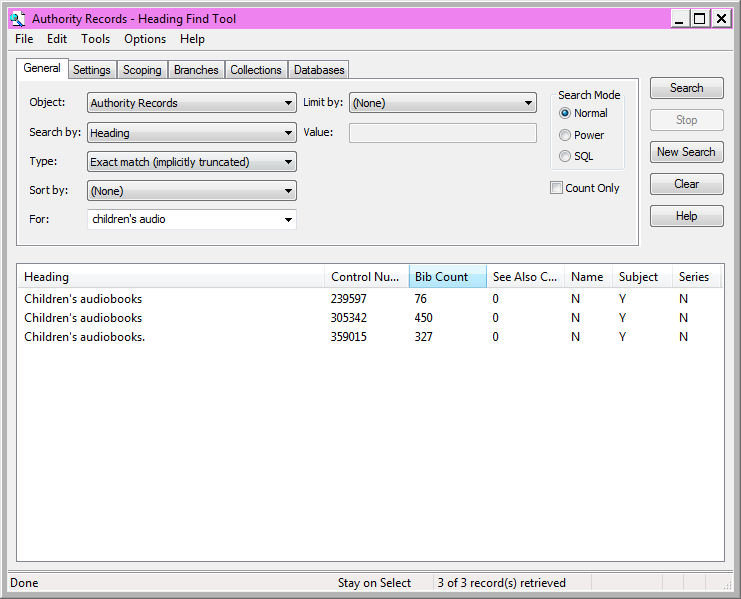 Authority Records - Heading Find Tool
File Edit Tools Options Help
General Settings Scoping Branches Collections Databases
Object: Authority Records Limit by: (None) Search Mode Search
Search by: Heading Value: Normal Stop
Type: Exact match (implicitly truncated) Power New Search
Sort by: (None) SQL Clear
For: children's audio Count Only Help
Heading Control Nu... Bib Count See Also C... Name Subject Series
Children's audiobooks 239597 76 0 N Y N
Children's audiobooks 305342 450 0 N Y N
Children's audiobooks. 359015 327 0 N Y N
Done Stay on Select 3 of 3 record(s) retrieved